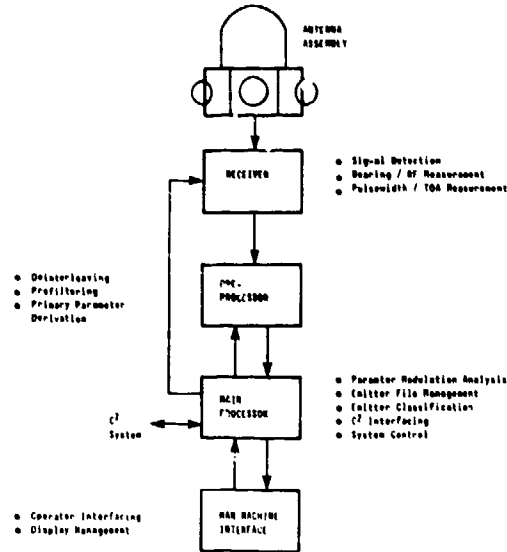 ANTENNA
ASSEMBLY
RECEIVER
• Signal Detection
• Bearing / RF Measurement
• Pulsewidth / TOA Measurement
• Deinterleaving
• Prefiltering
• Primary Parameter
Derivation
PRE-
PROCESSOR
MAIN
PROCESSOR
• Parameter Modulation Analysis
• Emitter File Management
• Emitter Classification
• C² Interfacing
• System Control
C²
System
MAN MACHINE
INTERFACE
• Operator Interfacing
• Display Management